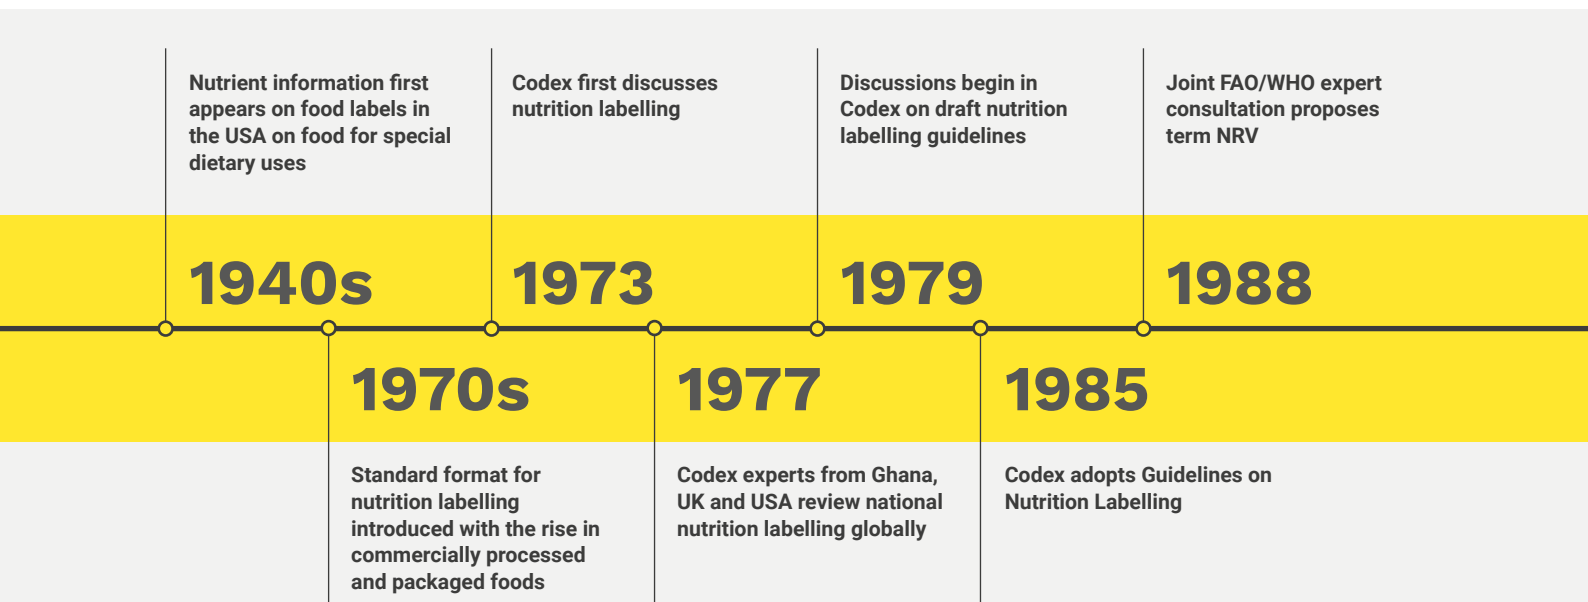 Nutrient information first
appears on food labels in
the USA on food for special
dietary uses
1940s
1970s
Standard format for
nutrition labelling
introduced with the rise in
commercially processed
and packaged foods
Codex first discusses
nutrition labelling
1973
1977
Codex experts from Ghana,
UK and USA review national
nutrition labelling globally
Discussions begin in
Codex on draft nutrition
labelling guidelines
1979
1985
Codex adopts Guidelines on
Nutrition Labelling
Joint FAO/WHO expert
consultation proposes
term NRV
1988